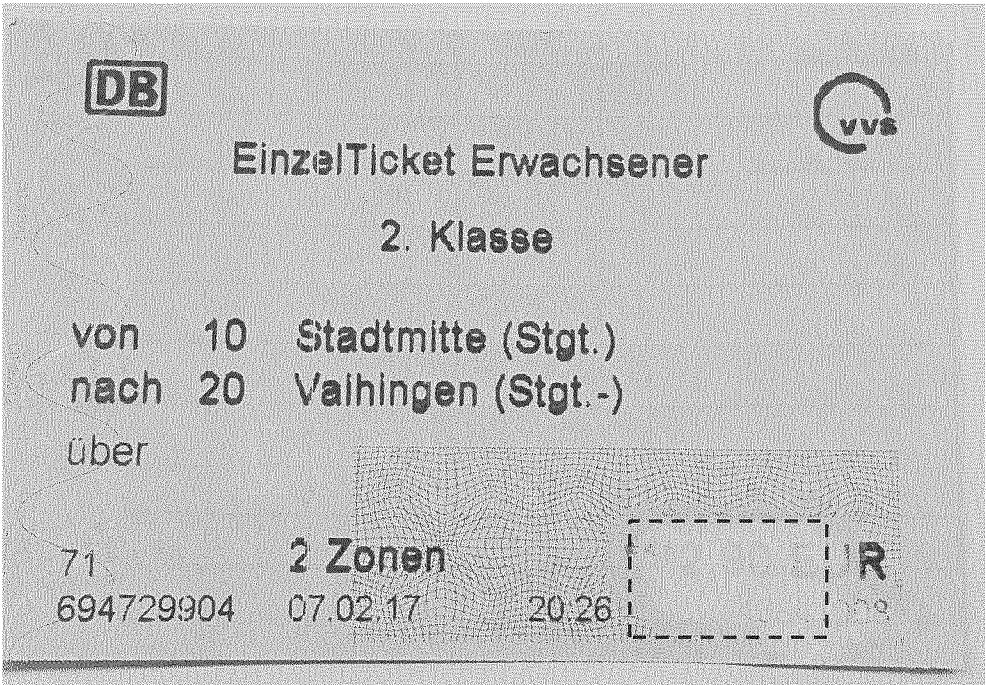 DB
vvs
EinzelTicket Erwachsener
2. Klasse
von 10 Stadtmitte (Stgt.)
nach 20 Vaihingen (Stgt.-)
über
71 2 Zonen R
694729904 07.02.17 20:26